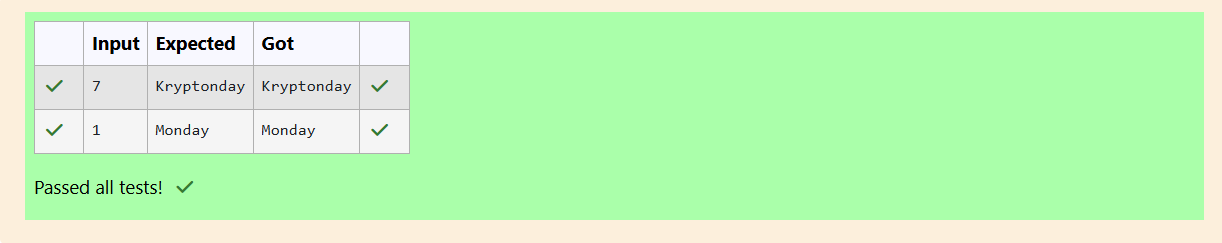 Input Expected Got
7 Kryptonday Kryptonday
1 Monday Monday
Passed all tests!